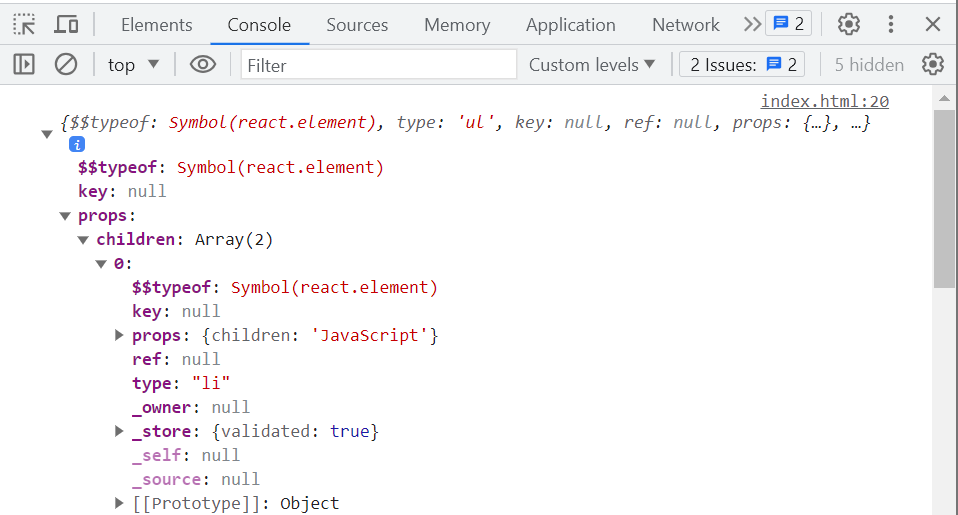 Elements Console Sources Memory Application Network 2
top Filter Custom levels 2 Issues: 2 5 hidden
index.html:20
{$$typeof: Symbol(react.element), type: 'ul', key: null, ref: null, props: {…}, …}
i
$$typeof: Symbol(react.element)
key: null
props:
children: Array(2)
0:
$$typeof: Symbol(react.element)
key: null
props: {children: 'JavaScript'}
ref: null
type: "li"
_owner: null
_store: {validated: true}
_self: null
_source: null
[[Prototype]]: Object